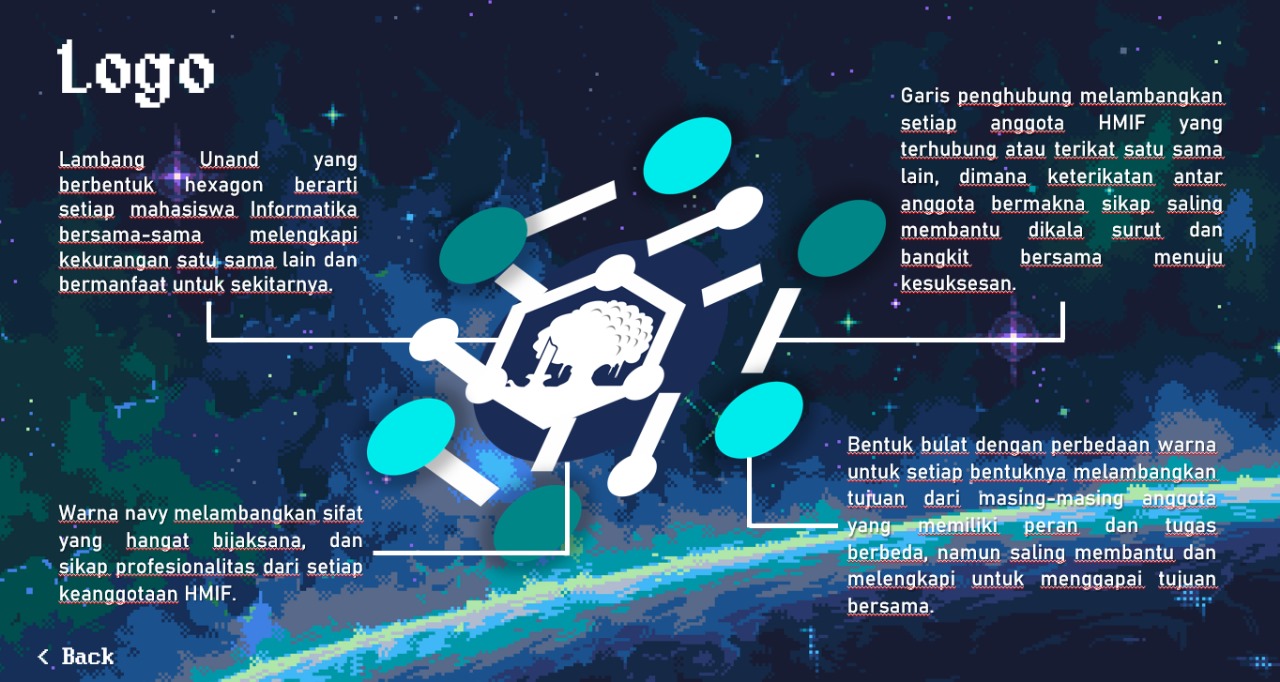 Logo
Lambang Unand yang
berbentuk hexagon berarti
setiap mahasiswa Informatika
bersama-sama melengkapi
kekurangan satu sama lain dan
bermanfaat untuk sekitarnya.
Garis penghubung melambangkan
setiap anggota HMIF yang
terhubung atau terikat satu sama
lain, dimana keterikatan antar
anggota bermakna sikap saling
membantu dikala surut dan
bangkit bersama menuju
kesuksesan.
Warna navy melambangkan sifat
yang hangat bijaksana, dan
sikap profesionalitas dari setiap
keanggotaan HMIF.
Bentuk bulat dengan perbedaan warna
untuk setiap bentuknya melambangkan
tujuan dari masing-masing anggota
yang memiliki peran dan tugas
berbeda, namun saling membantu dan
melengkapi untuk menggapai tujuan
bersama.
< Back